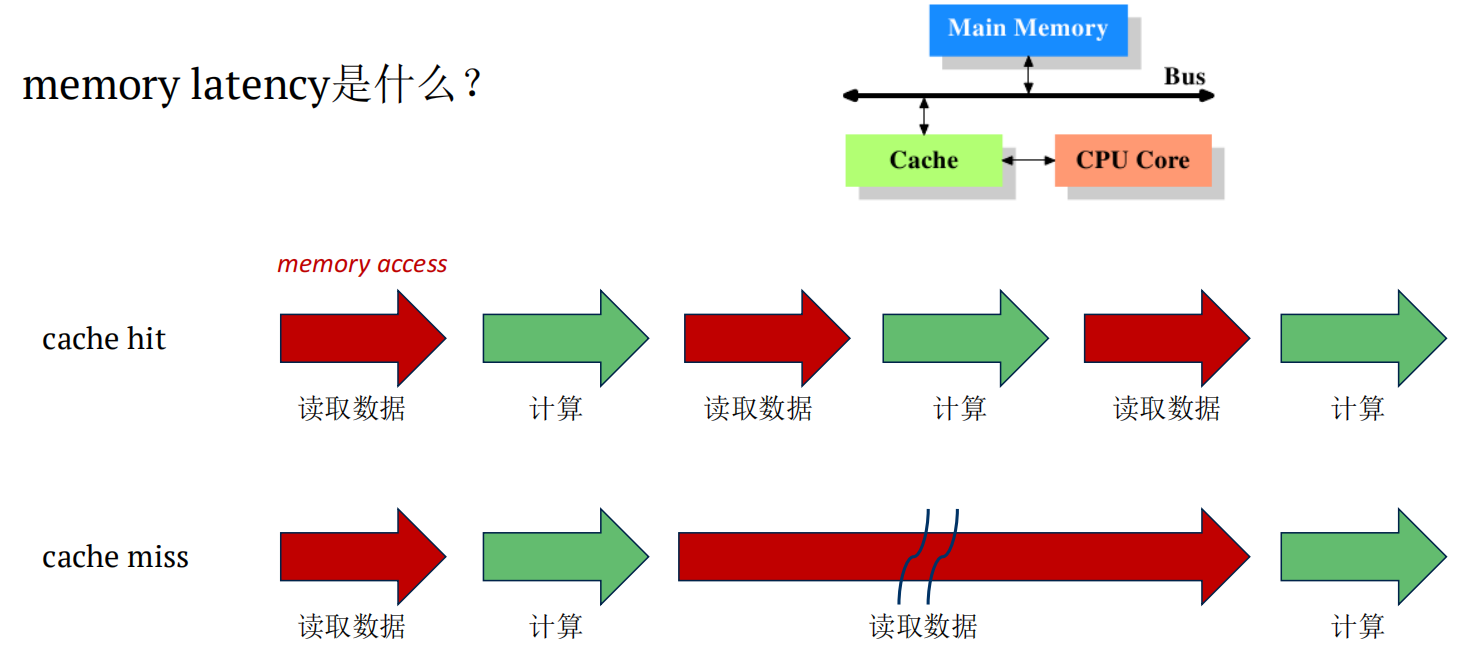 memory latency是什么？
Main Memory
Bus
Cache
CPU Core
memory access
cache hit
读取数据
计算
读取数据
计算
读取数据
计算
cache miss
读取数据
计算
读取数据
计算